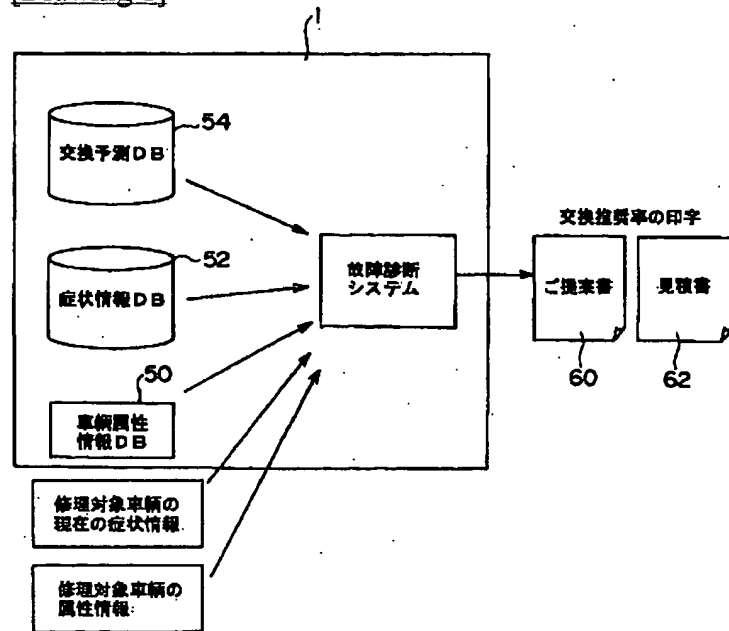 1
交換予測DB
54
症状情報DB
52
車輌属性
情報DB
50
故障診断
システム
交換推奨率の印字
ご提案書
60
見積書
62
修理対象車輌の
現在の症状情報
修理対象車輌の
属性情報